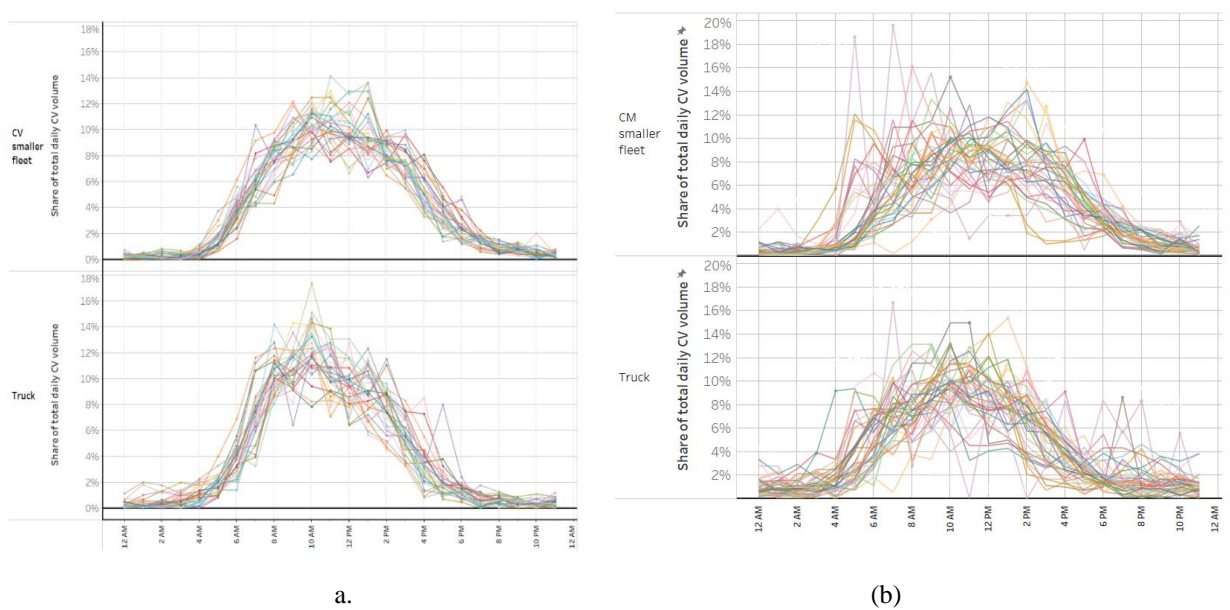 CV
smaller
fleet
Share of total daily CV volume
18%
16%
14%
12%
10%
8%
6%
4%
2%
0%
Truck
Share of total daily CV volume
18%
16%
14%
12%
10%
8%
6%
4%
2%
0%
12 AM
2 AM
4 AM
6 AM
8 AM
10 AM
12 PM
2 PM
4 PM
6 PM
8 PM
10 PM
12 AM
a.
CM
smaller
fleet
Share of total daily CV volume
20%
18%
16%
14%
12%
10%
8%
6%
4%
2%
Truck
Share of total daily CV volume
20%
18%
16%
14%
12%
10%
8%
6%
4%
2%
12 AM
2 AM
4 AM
6 AM
8 AM
10 AM
12 PM
2 PM
4 PM
6 PM
8 PM
10 PM
12 AM
(b)